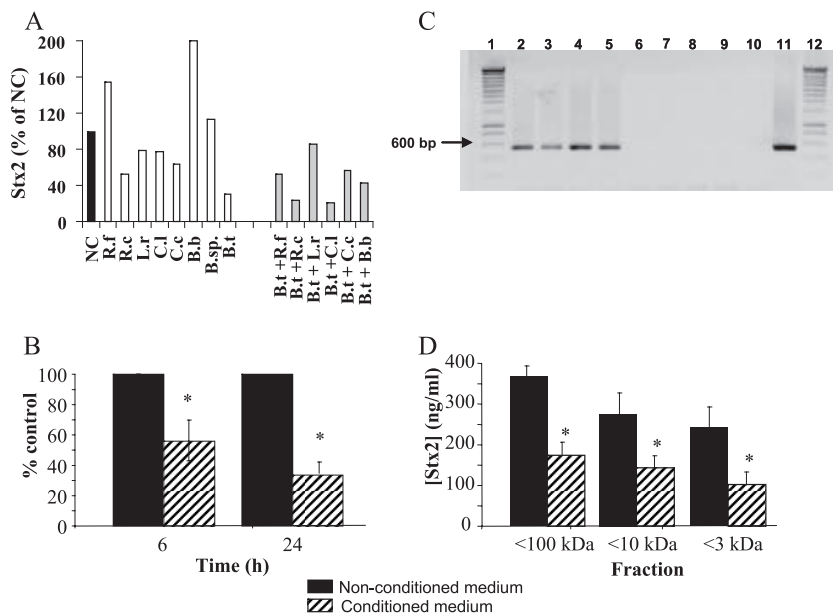 A
Stx2 (% of NC)
200
160
120
80
40
0
NC
R.f
R.c
L.r
C.l
C.c
B.b
B.sp.
B.t
B.t +R.f
B.t +R.c
B.t + L.r
B.t +C.l
B.t + C.c
B.t + B.b
C
1 2 3 4 5 6 7 8 9 10 11 12
600 bp
B
% control
100
80
60
40
20
0
*
*
6 24
Time (h)
D
[Stx2] (ng/ml)
400
300
200
100
0
*
*
*
<100 kDa <10 kDa <3 kDa
Fraction
Non-conditioned medium
Conditioned medium